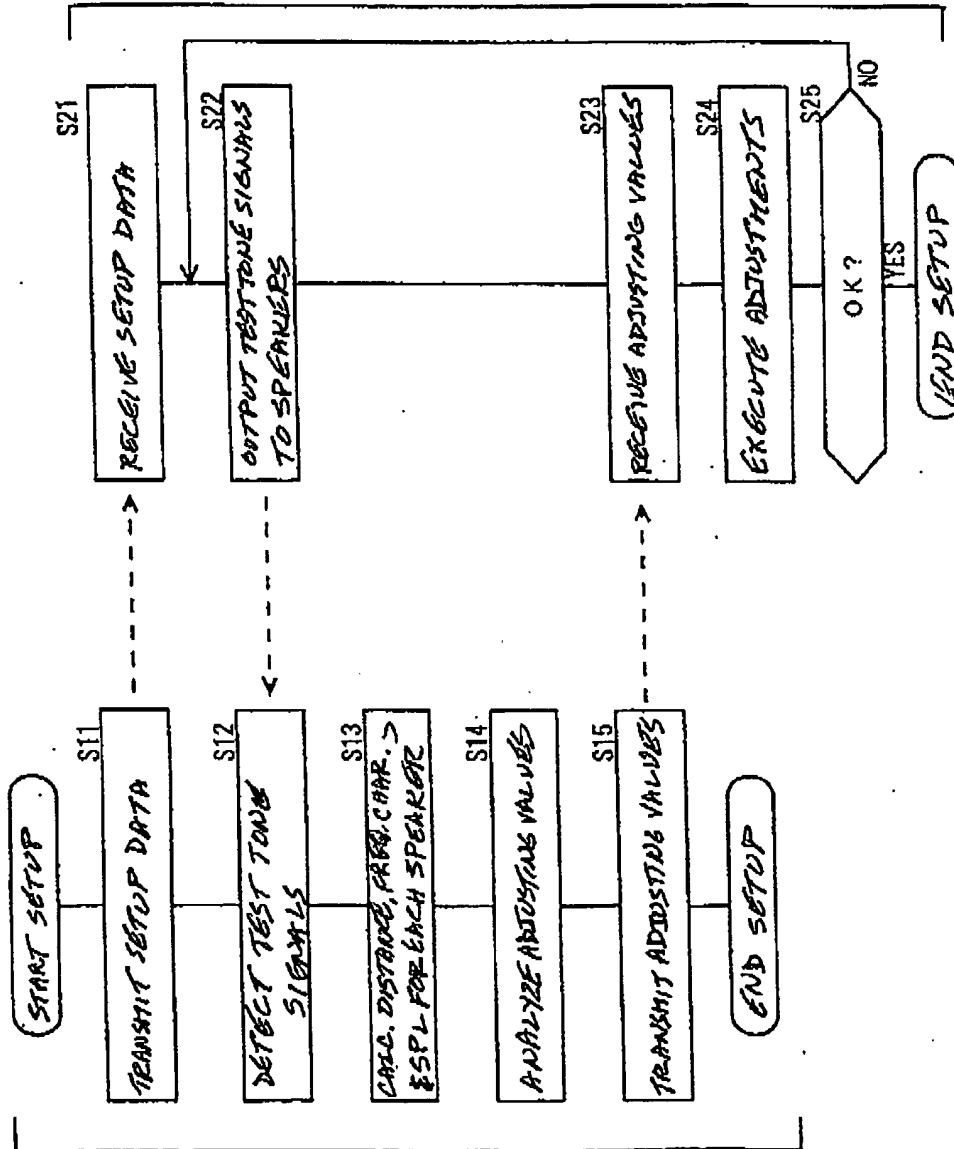 START SETUP
S11
TRANSMIT SETUP DATA
S12
DETECT TEST TONE
SIGNALS
S13
CALC. DISTANCE, FREQ. CHAR.,
& SPL FOR EACH SPEAKER
S14
ANALYZE ADJUSTING VALUES
S15
TRANSMIT ADJUSTING VALUES
END SETUP
S21
RECEIVE SETUP DATA
S22
OUTPUT TEST TONE SIGNALS
TO SPEAKERS
S23
RECEIVE ADJUSTING VALUES
S24
EXECUTE ADJUSTMENTS
S25
OK?
NO
YES
END SETUP